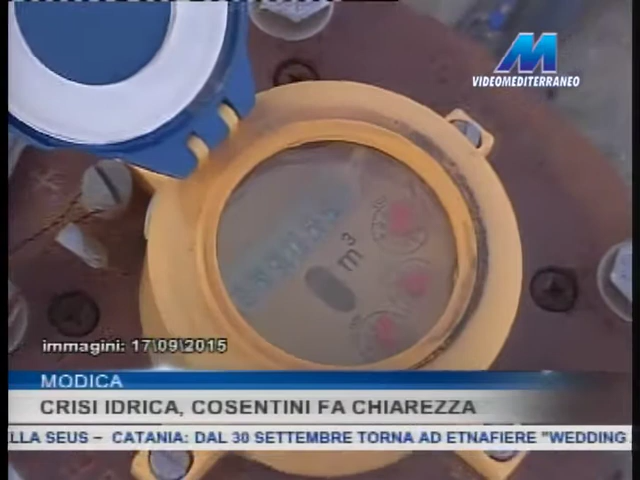 M
VIDEOMEDITERRANEO
m³
immagini: 17\09\2015
MODICA
CRISI IDRICA, COSENTINI FA CHIAREZZA
LLA SEUS – CATANIA: DAL 30 SETTEMBRE TORNA AD ETNAFIERE "WEDDING